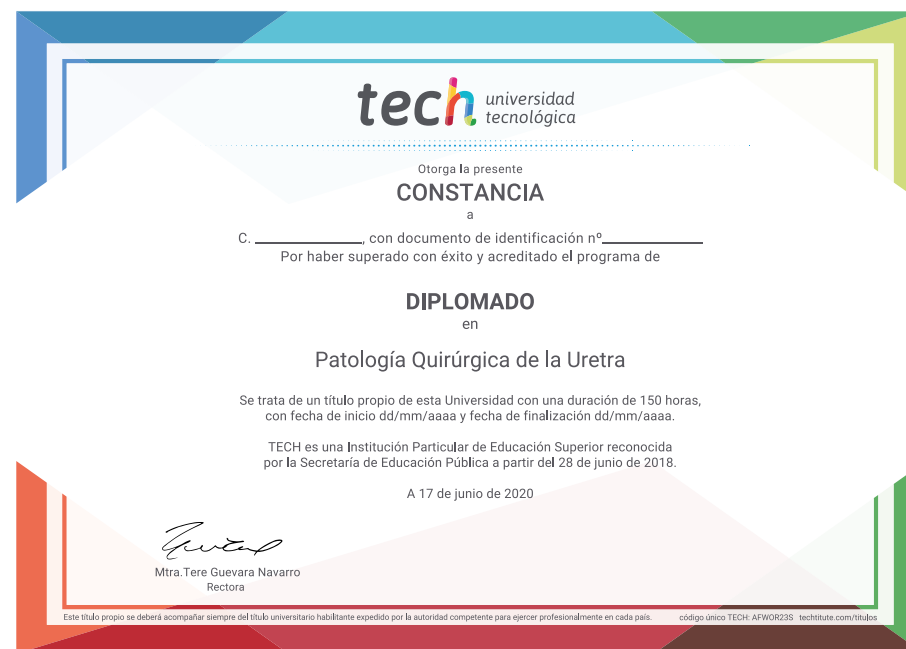 tech universidad
tecnológica
Otorga la presente
CONSTANCIA
a
C. ____________, con documento de identificación nº____________
Por haber superado con éxito y acreditado el programa de
DIPLOMADO
en
Patología Quirúrgica de la Uretra
Se trata de un título propio de esta Universidad con una duración de 150 horas,
con fecha de inicio dd/mm/aaaa y fecha de finalización dd/mm/aaaa.
TECH es una Institución Particular de Educación Superior reconocida
por la Secretaría de Educación Pública a partir del 28 de junio de 2018.
A 17 de junio de 2020
Mtra.Tere Guevara Navarro
Rectora
Este título propio se deberá acompañar siempre del título universitario habilitante expedido por la autoridad competente para ejercer profesionalmente en cada país. código único TECH: AFWOR23S techtitute.com/titulos